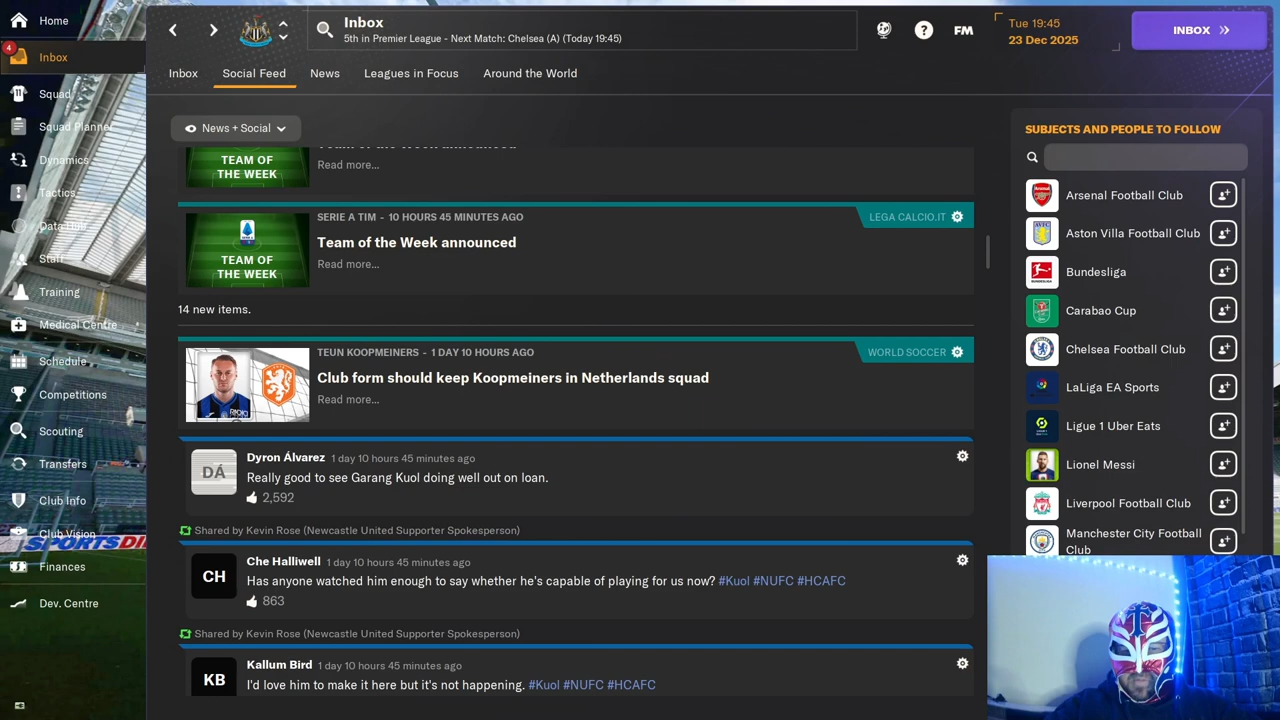 Home
4
Inbox
Squad
Squad Planner
Dynamics
Tactics
Data Hub
Staff
Training
Medical Centre
Schedule
Competitions
Scouting
Transfers
Club Info
Club Vision
SPORTS DI
Finances
Dev. Centre
Inbox
5th in Premier League - Next Match: Chelsea (A) (Today 19:45)
?
FM
Tue 19:45
23 Dec 2025
INBOX
Inbox
Social Feed
News
Leagues in Focus
Around the World
News + Social
TEAM OF
THE WEEK
Team of the Week announced
Read more...
SERIE A TIM - 10 HOURS 45 MINUTES AGO
LEGA CALCIO.IT
TEAM OF
THE WEEK
Team of the Week announced
Read more...
14 new items.
TEUN KOOPMEINERS - 1 DAY 10 HOURS AGO
WORLD SOCCER
Club form should keep Koopmeiners in Netherlands squad
Read more...
DÁ
Dyron Álvarez 1 day 10 hours 45 minutes ago
Really good to see Garang Kuol doing well out on loan.
2,592
Shared by Kevin Rose (Newcastle United Supporter Spokesperson)
CH
Che Halliwell 1 day 10 hours 45 minutes ago
Has anyone watched him enough to say whether he's capable of playing for us now? #Kuol #NUFC #HCAFC
863
Shared by Kevin Rose (Newcastle United Supporter Spokesperson)
KB
Kallum Bird 1 day 10 hours 45 minutes ago
I'd love him to make it here but it's not happening. #Kuol #NUFC #HCAFC
SUBJECTS AND PEOPLE TO FOLLOW
Arsenal Football Club
Aston Villa Football Club
Bundesliga
Carabao Cup
Chelsea Football Club
LaLiga EA Sports
Ligue 1 Uber Eats
Lionel Messi
Liverpool Football Club
Manchester City Football
Club